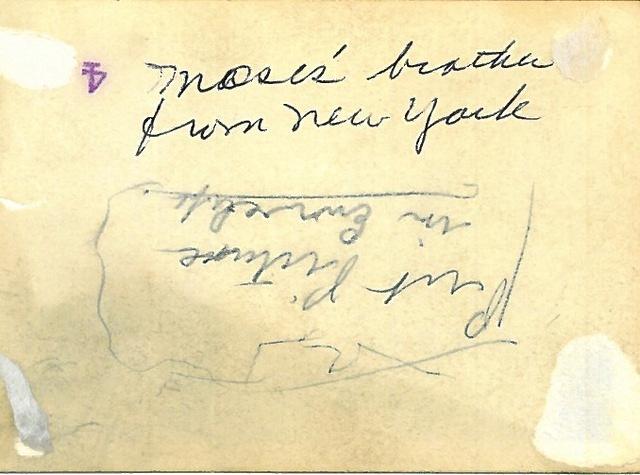 4
Moses' brother
from New York
Put Picture
in Envelope.